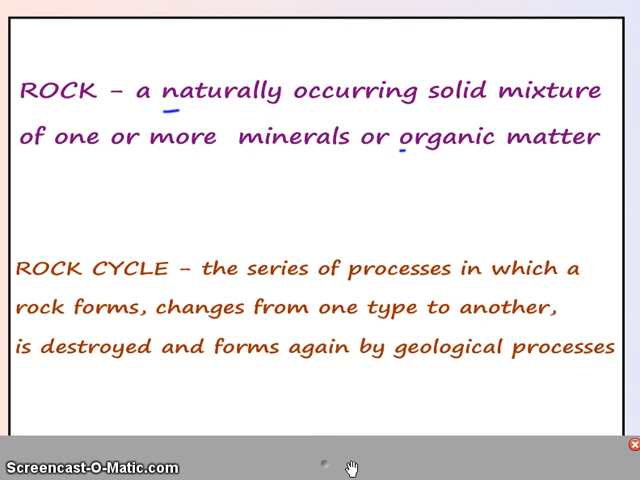 ROCK – a naturally occurring solid mixture
of one or more minerals or organic matter
ROCK CYCLE – the series of processes in which a
rock forms, changes from one type to another,
is destroyed and forms again by geological processes
Screencast-O-Matic.com